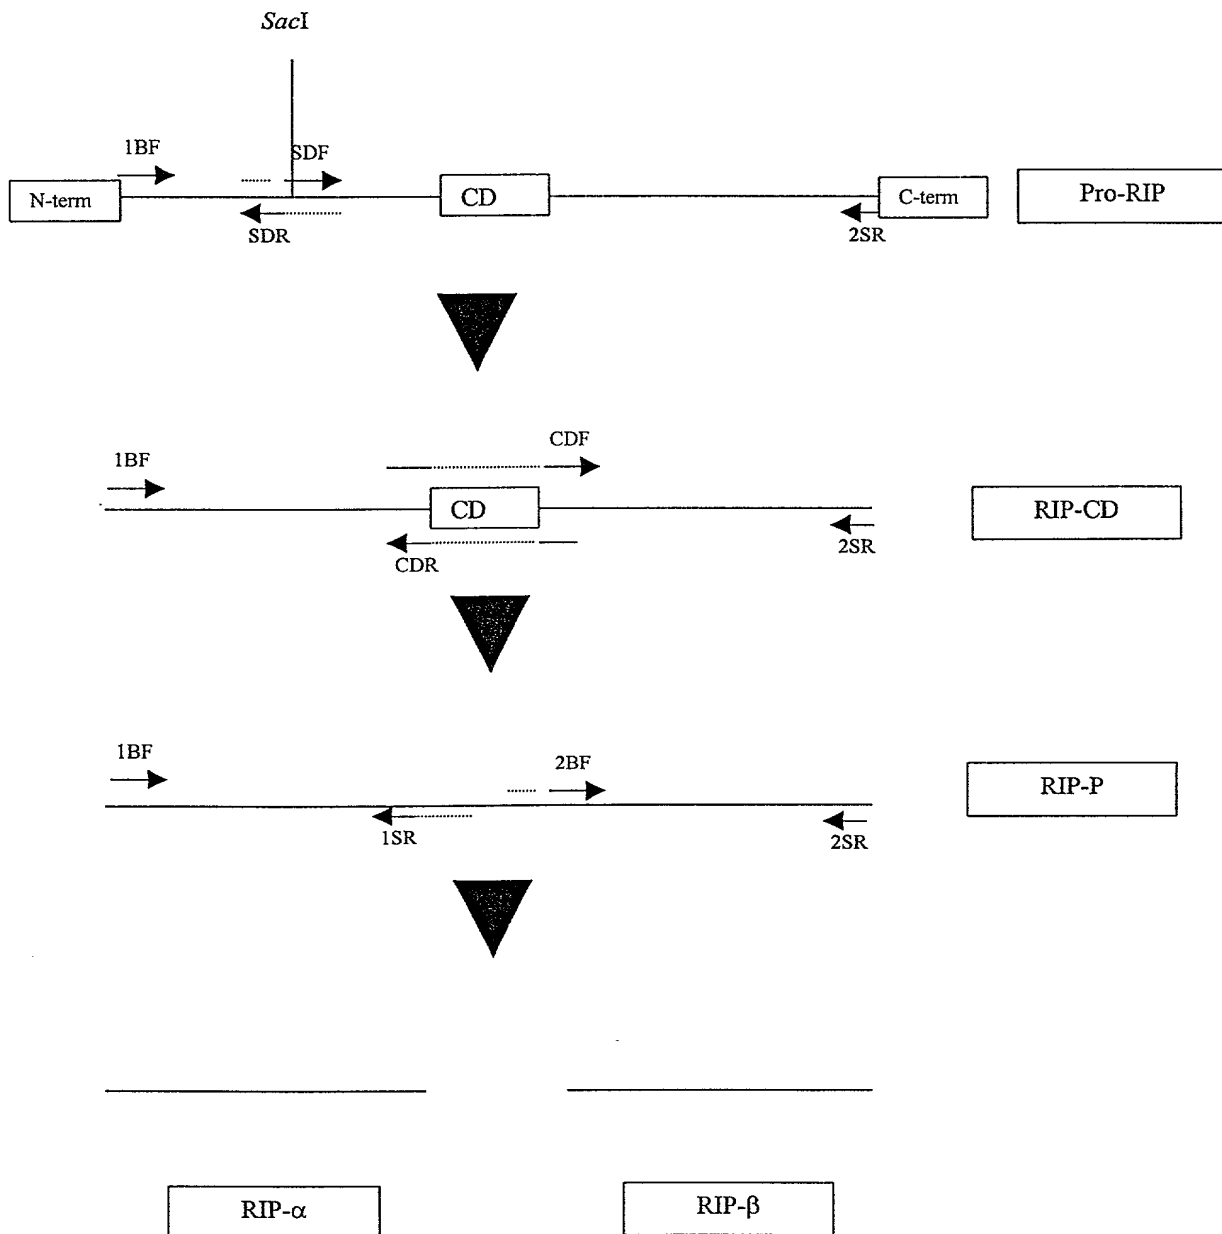 SacI
1BF
SDF
N-term
CD
C-term
Pro-RIP
SDR
2SR
CDF
1BF
CD
RIP-CD
CDR
2SR
1BF
2BF
RIP-P
1SR
2SR
RIP-α
RIP-β